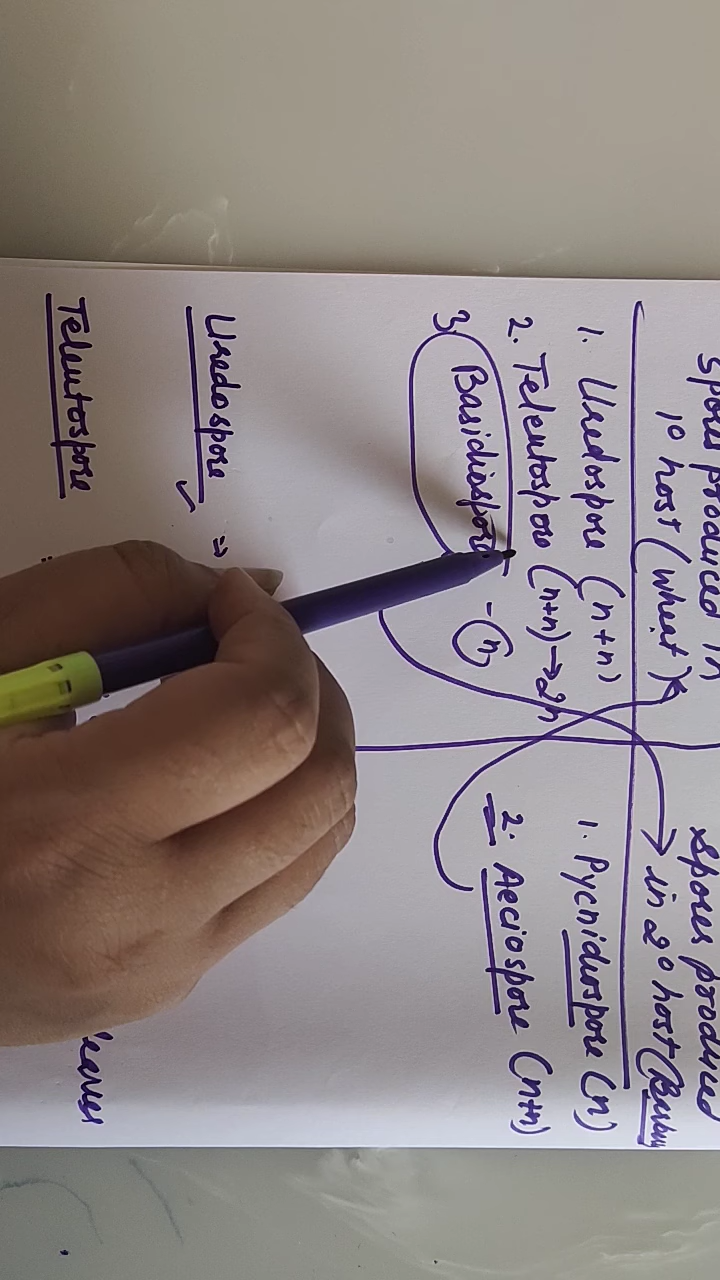 Spores produced in
1° host (wheat)
1. Uredospore (n+n)
2. Teleutospore (n+n) → 2n
3. Basidiospore - (n)
Spores produced
in 2° host (
1. Pycnidiospore (n)
2. Aeciospore (n+n)
Uredospore ✓ ⇒
Teleutospore